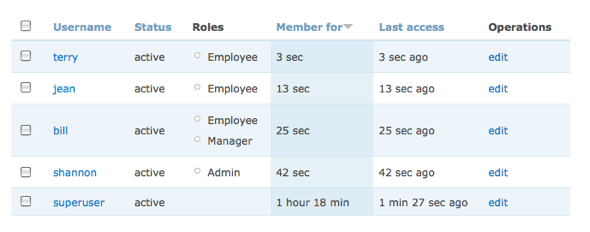 Username Status Roles Member for Last access Operations
terry active Employee 3 sec 3 sec ago edit
jean active Employee 13 sec 13 sec ago edit
bill active Employee Manager 25 sec 25 sec ago edit
shannon active Admin 42 sec 42 sec ago edit
superuser active 1 hour 18 min 1 min 27 sec ago edit